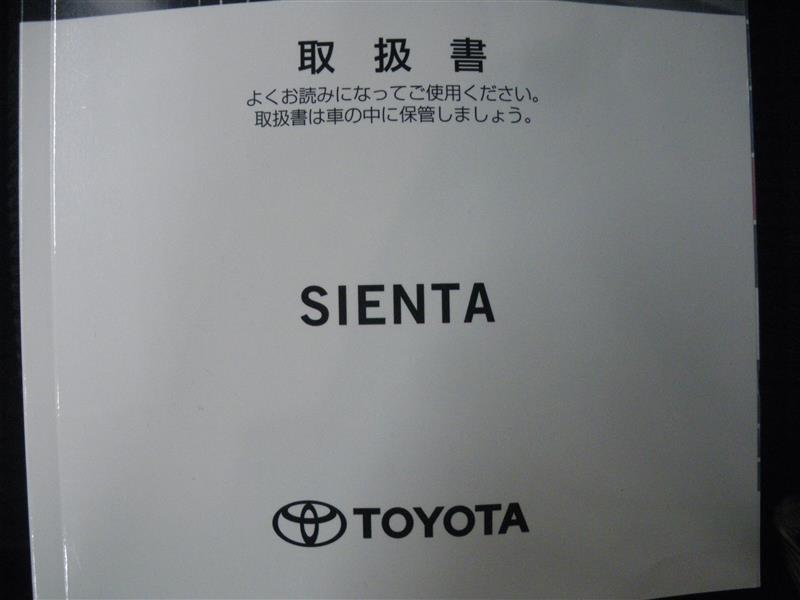 取扱書
よくお読みになってご使用ください。
取扱書は車の中に保管しましょう。
SIENTA
TOYOTA